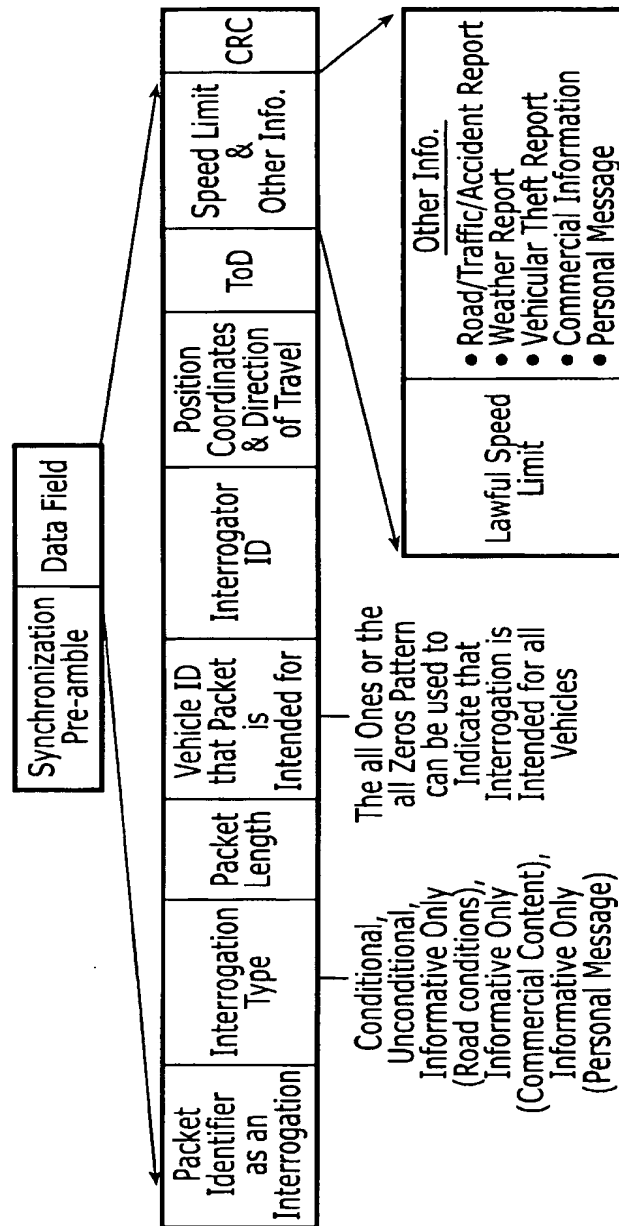 Synchronization
Pre-amble
Data Field
Packet
Identifier
as an
Interrogation
Interrogation
Type
Packet
Length
Vehicle ID
that Packet
is
Intended for
Interrogator
ID
Position
Coordinates
& Direction
of Travel
ToD
Speed Limit
&
Other Info.
CRC
Conditional,
Unconditional,
Informative Only
(Road conditions),
Informative Only
(Commercial Content),
Informative Only
(Personal Message)
The all Ones or the
all Zeros Pattern
can be used to
Indicate that
Interrogation is
Intended for all
Vehicles
Lawful Speed
Limit
Other Info.
• Road/Traffic/Accident Report
• Weather Report
• Vehicular Theft Report
• Commercial Information
• Personal Message